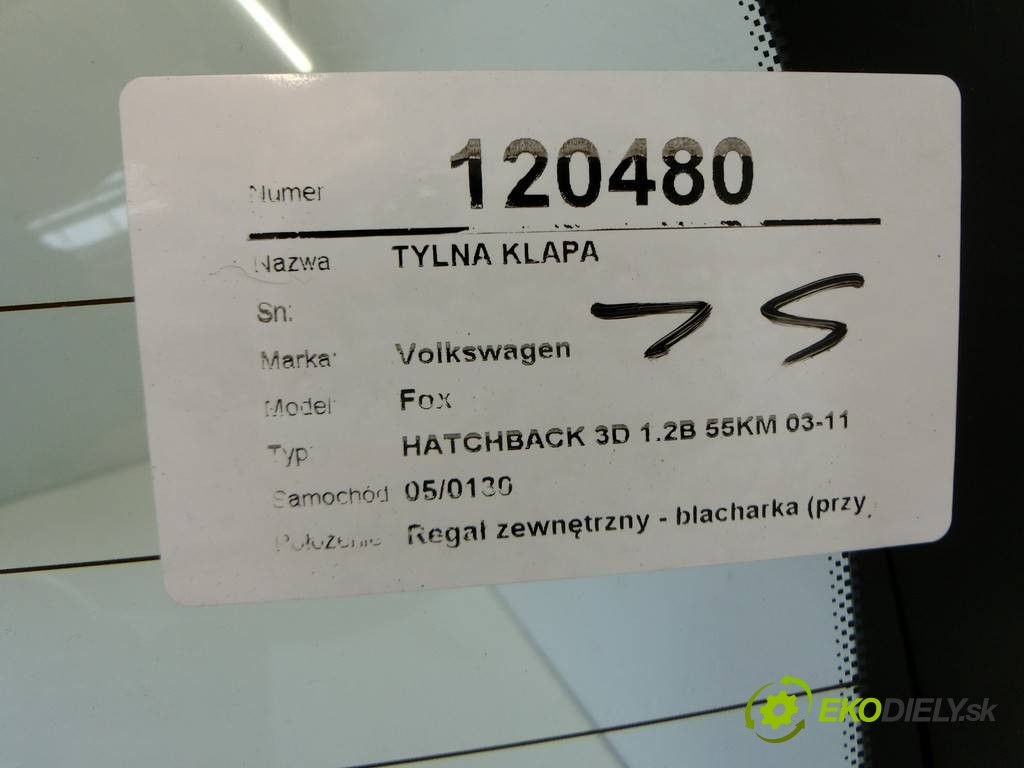 Numer 120480
Nazwa TYLNA KLAPA
Sn:
75
Marka: Volkswagen
Model Fox
Typ: HATCHBACK 3D 1.2B 55KM 03-11
Samochód 05/0130
Położenie Regał zewnętrzny - blacharka (przy
EKODIELY.sk